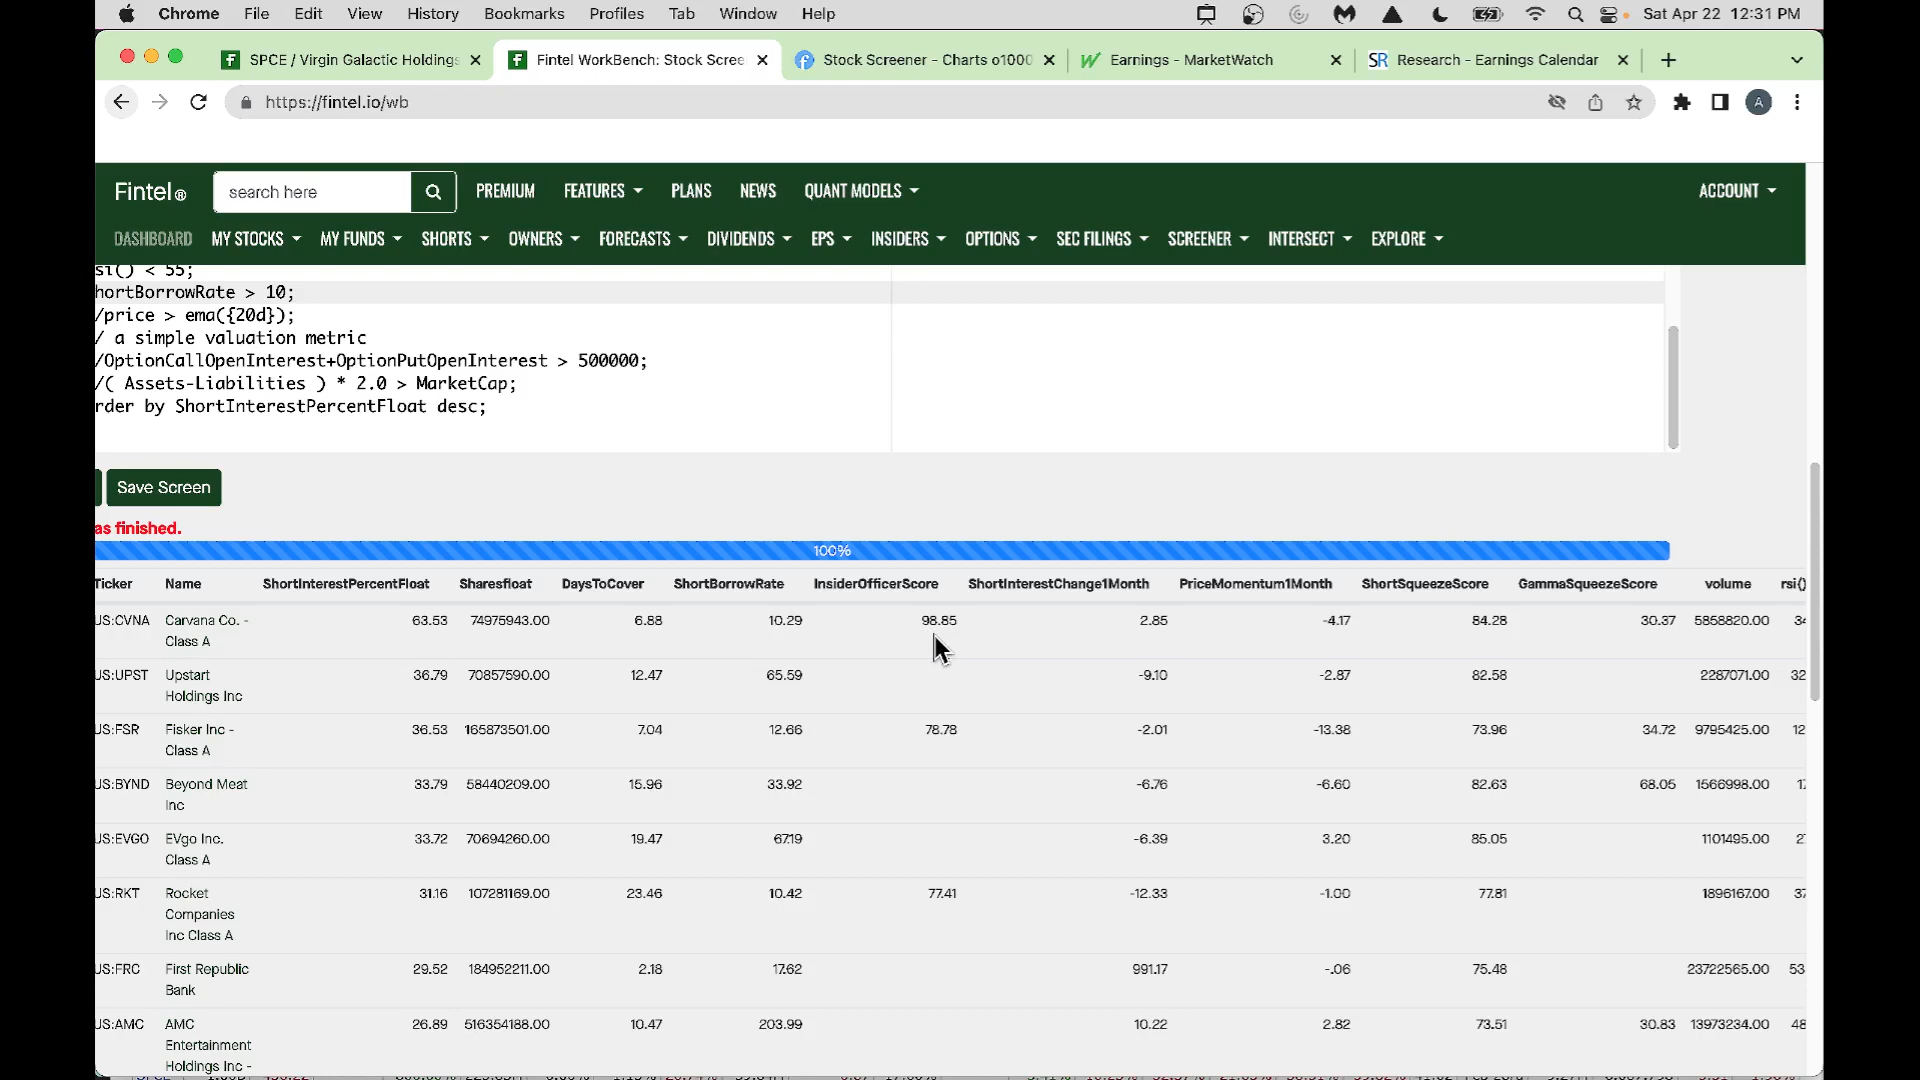 Chrome File Edit View History Bookmarks Profiles Tab Window Help Sat Apr 22 12:31 PM
SPCE / Virgin Galactic Holdings Fintel WorkBench: Stock Scree Stock Screener - Charts o1000 Earnings - MarketWatch SR Research - Earnings Calendar
https://fintel.io/wb A
Fintel® search here PREMIUM FEATURES PLANS NEWS QUANT MODELS ACCOUNT
DASHBOARD MY STOCKS MY FUNDS SHORTS OWNERS FORECASTS DIVIDENDS EPS INSIDERS OPTIONS SEC FILINGS SCREENER INTERSECT EXPLORE
si() < 55;
hortBorrowRate > 10;
/price > ema({20d});
/ a simple valuation metric
/OptionCallOpenInterest+OptionPutOpenInterest > 500000;
/( Assets-Liabilities ) * 2.0 > MarketCap;
rder by ShortInterestPercentFloat desc;
Save Screen
as finished.
100%
Ticker Name ShortInterestPercentFloat Sharesfloat DaysToCover ShortBorrowRate InsiderOfficerScore ShortInterestChange1Month PriceMomentum1Month ShortSqueezeScore GammaSqueezeScore volume rsi()
US:CVNA Carvana Co. - 63.53 74975943.00 6.88 10.29 98.85 2.85 -4.17 84.28 30.37 5858820.00 34
Class A
US:UPST Upstart 36.79 70857590.00 12.47 65.59 -9.10 -2.87 82.58 2287071.00 32
Holdings Inc
US:FSR Fisker Inc - 36.53 165873501.00 7.04 12.66 78.78 -2.01 -13.38 73.96 34.72 9795425.00 12
Class A
US:BYND Beyond Meat 33.79 58440209.00 15.96 33.92 -6.76 -6.60 82.63 68.05 1566998.00 17
Inc
US:EVGO EVgo Inc. 33.72 70694260.00 19.47 67.19 -6.39 3.20 85.05 1101495.00 2
Class A
US:RKT Rocket 31.16 107281169.00 23.46 10.42 77.41 -12.33 -1.00 77.81 1896167.00 37
Companies
Inc Class A
US:FRC First Republic 29.52 184952211.00 2.18 17.62 991.17 -.06 75.48 23722565.00 53
Bank
US:AMC AMC 26.89 516354188.00 10.47 203.99 10.22 2.82 73.51 30.83 13973234.00 48
Entertainment
Holdings Inc -